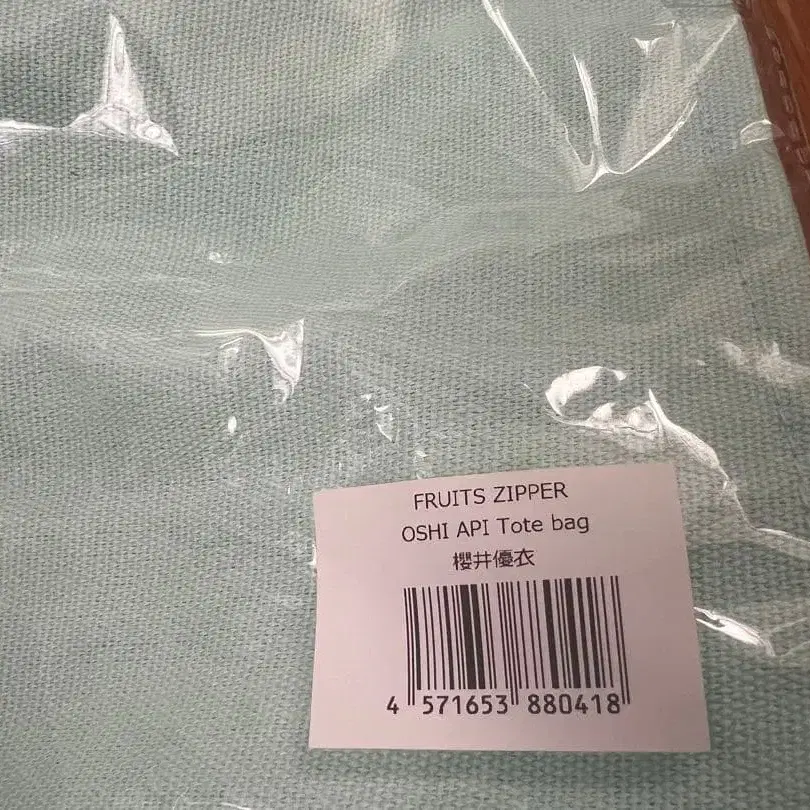 FRUITS ZIPPER
OSHI API Tote bag
櫻井優衣
4 571653 880418